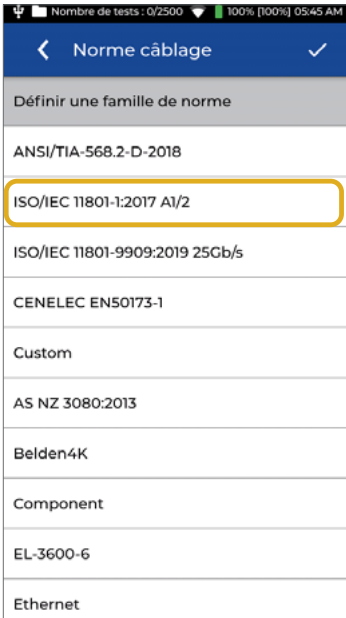 Nombre de tests : 0/2500 100% [100%] 05:45 AM
Norme câblage
Définir une famille de norme
ANSI/TIA-568.2-D-2018
ISO/IEC 11801-1:2017 A1/2
ISO/IEC 11801-9909:2019 25Gb/s
CENELEC EN50173-1
Custom
AS NZ 3080:2013
Belden4K
Component
EL-3600-6
Ethernet